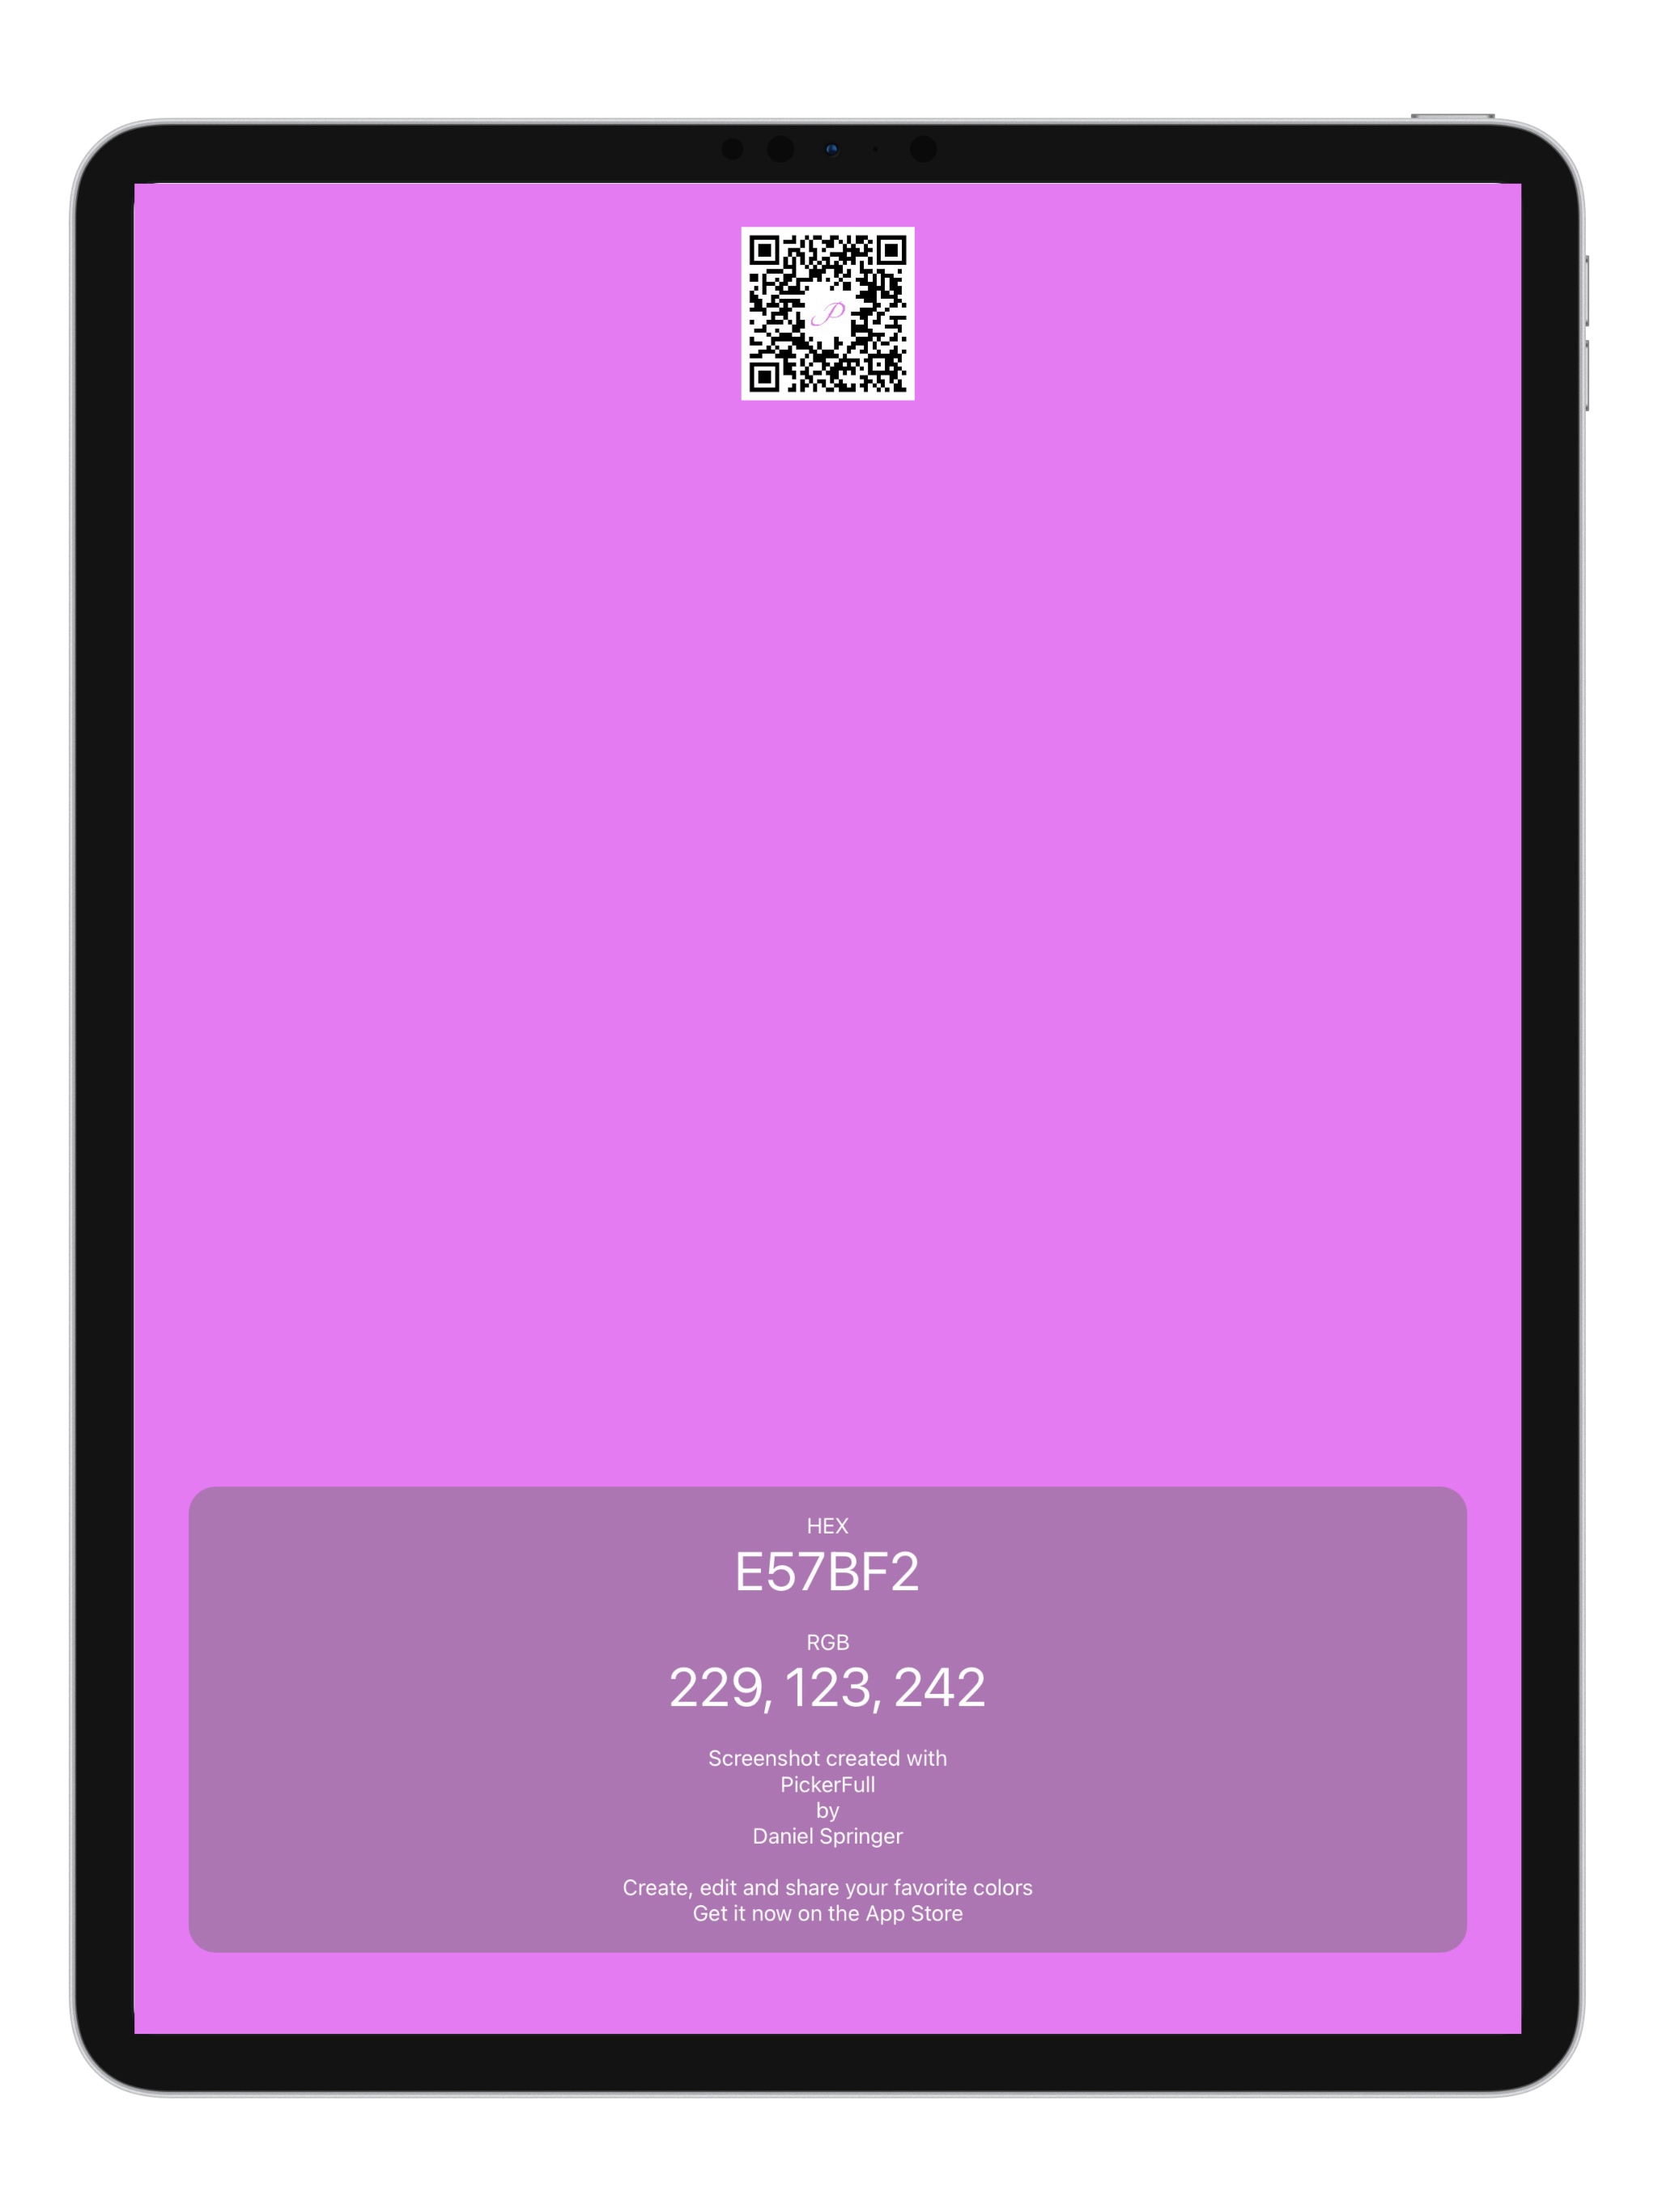 P
HEX
E57BF2
RGB
229, 123, 242
Screenshot created with
PickerFull
by
Daniel Springer
Create, edit and share your favorite colors
Get it now on the App Store